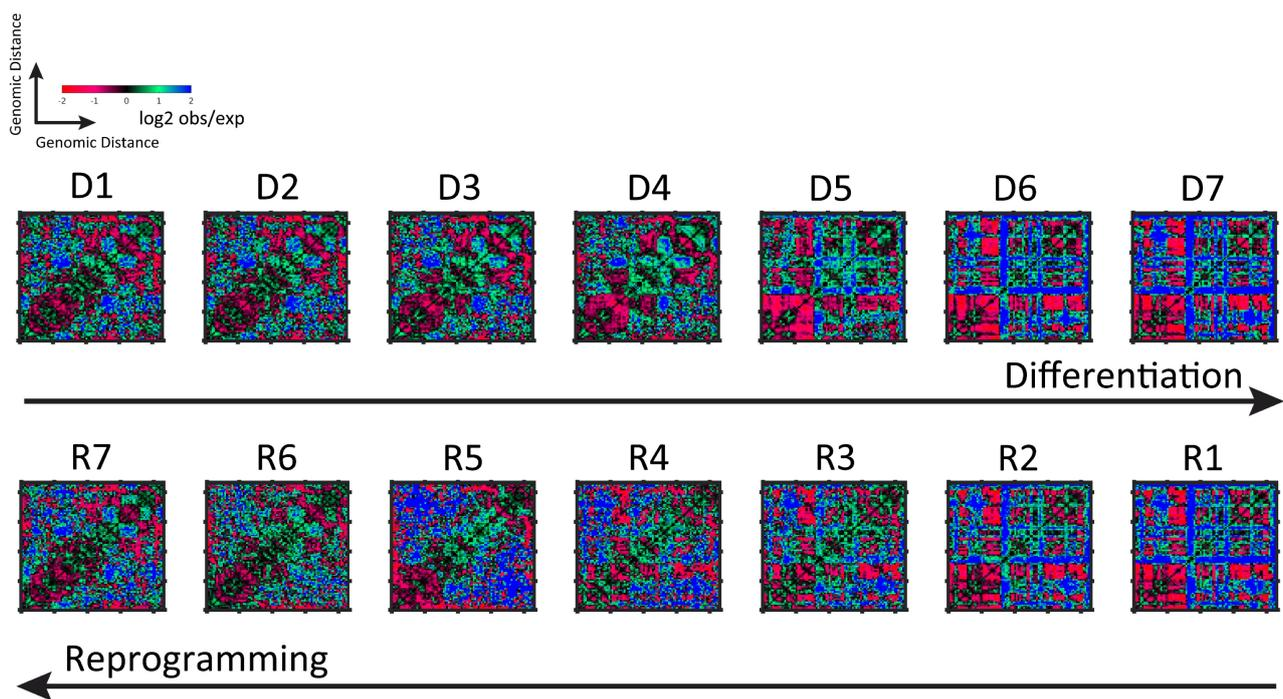 Genomic Distance
-2 -1 0 1 2
log2 obs/exp
Genomic Distance
D1 D2 D3 D4 D5 D6 D7
Differentiation
R7 R6 R5 R4 R3 R2 R1
Reprogramming